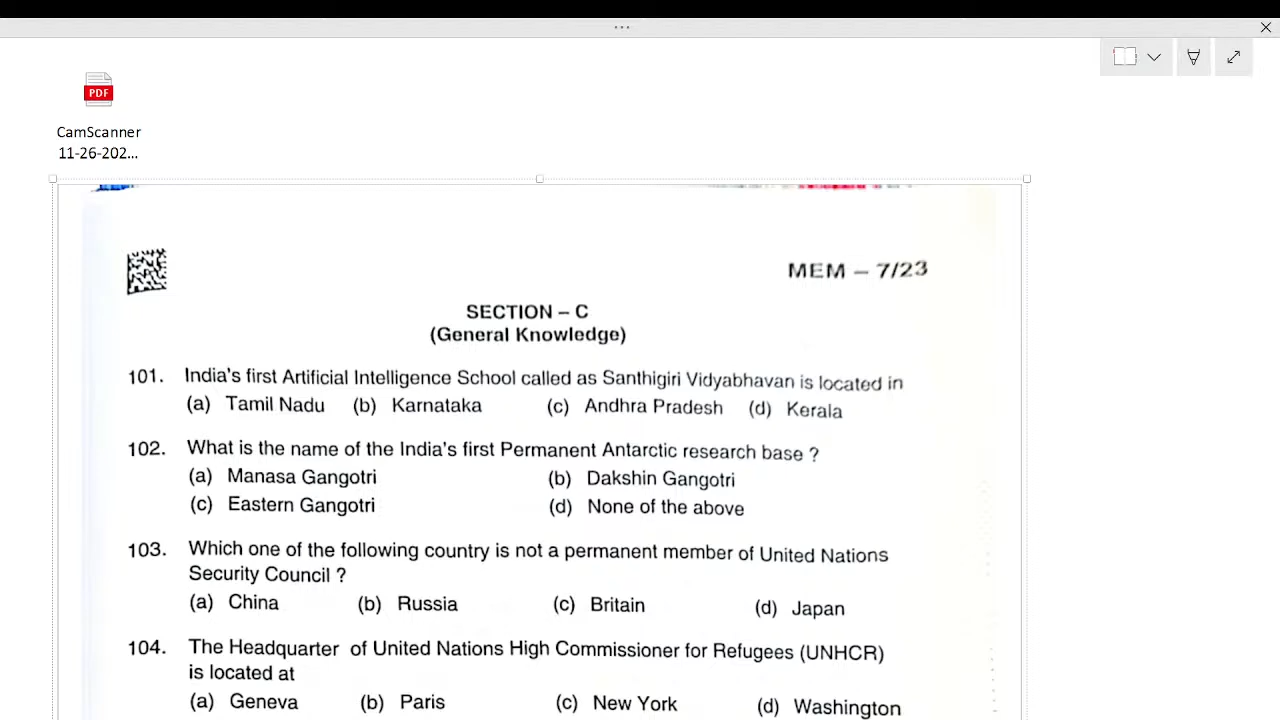 PDF
CamScanner
11-26-202...
MEM – 7/23
SECTION – C
(General Knowledge)
101. India's first Artificial Intelligence School called as Santhigiri Vidyabhavan is located in
(a) Tamil Nadu (b) Karnataka (c) Andhra Pradesh (d) Kerala
102. What is the name of the India's first Permanent Antarctic research base ?
(a) Manasa Gangotri (b) Dakshin Gangotri
(c) Eastern Gangotri (d) None of the above
103. Which one of the following country is not a permanent member of United Nations
Security Council ?
(a) China (b) Russia (c) Britain (d) Japan
104. The Headquarter of United Nations High Commissioner for Refugees (UNHCR)
is located at
(a) Geneva (b) Paris (c) New York (d) Washington